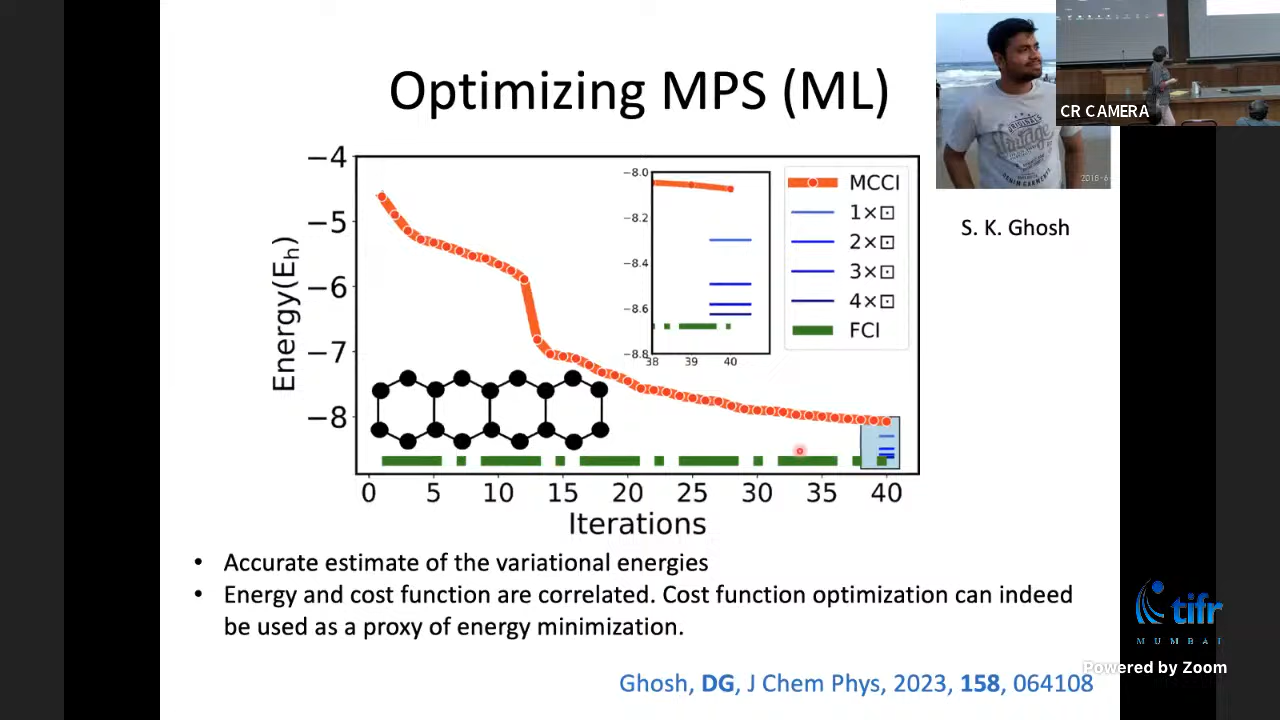 Optimizing MPS (ML)
CR CAMERA
2018-6
S. K. Ghosh
Energy(Eₕ)
−4
−5
−6
−7
−8
0 5 10 15 20 25 30 35 40
Iterations
−8.0
−8.2
−8.4
−8.6
−8.8
38 39 40
MCCI
1×⊡
2×⊡
3×⊡
4×⊡
FCI
• Accurate estimate of the variational energies
• Energy and cost function are correlated. Cost function optimization can indeed
be used as a proxy of energy minimization.
Ghosh, DG, J Chem Phys, 2023, 158, 064108
tifr
MUMBAI
Powered by Zoom